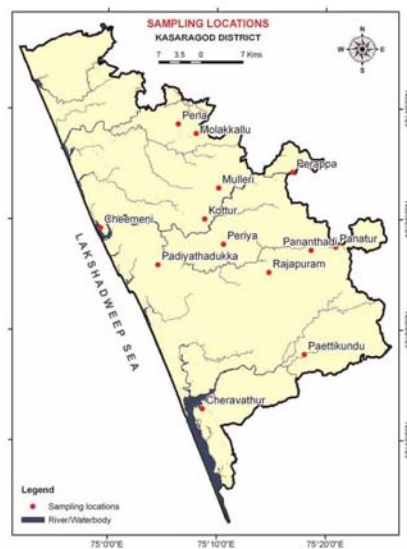 SAMPLING LOCATIONS
KASARAGOD DISTRICT
7 3.5 0 7 Kms
N
W E
S
Perla
Molakkallu
Perappa
Mulleri
Kottur
Cheemeni
Periya
Pananthadi
Panatur
Padiyathadukka
Rajapuram
LAKSHADWEEP SEA
Paettikundu
Cheravathur
Legend
Sampling locations
River/Waterbody
75°0'0"E 75°10'0"E 75°20'0"E